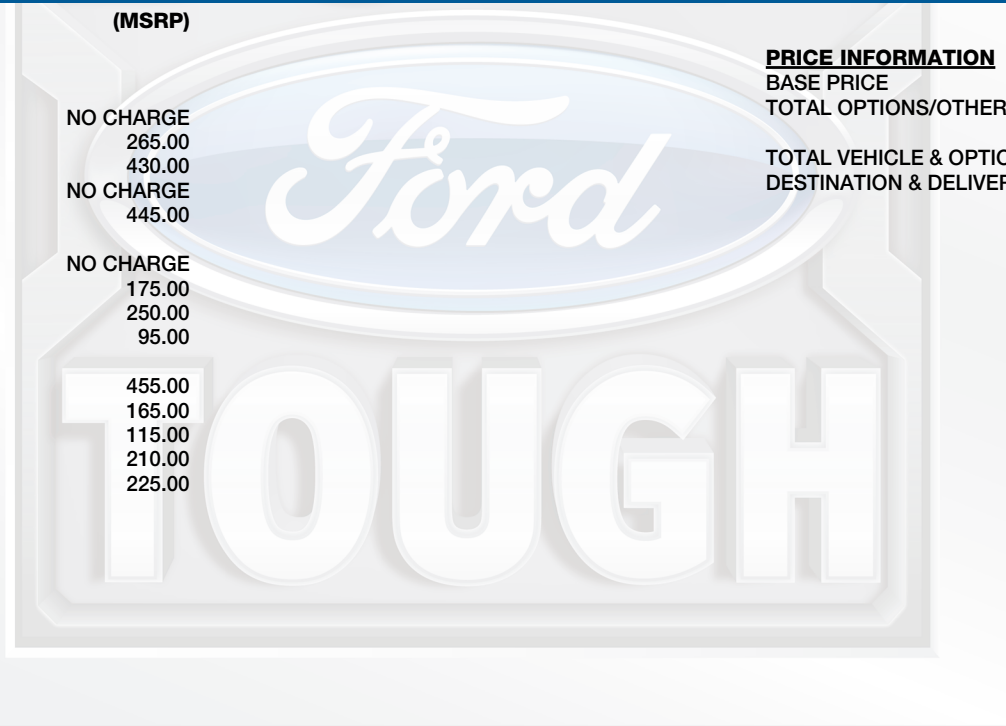 (MSRP)
NO CHARGE
265.00
430.00
NO CHARGE
445.00
NO CHARGE
175.00
250.00
95.00
455.00
165.00
115.00
210.00
225.00
PRICE INFORMATION
BASE PRICE
TOTAL OPTIONS/OTHER
TOTAL VEHICLE & OPTIO
DESTINATION & DELIVER
Ford
TOUGH